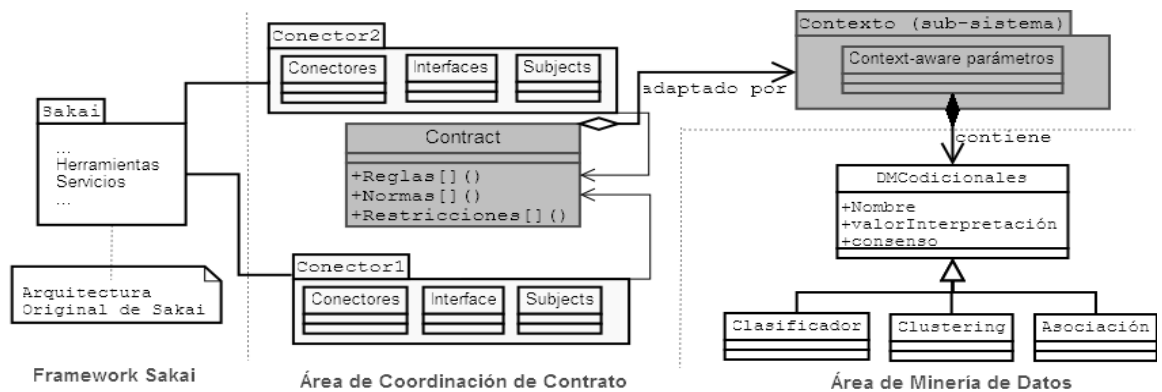 Sakai
...
Herramientas
Servicios
...
Arquitectura
Original de Sakai
Framework Sakai
Conector2
Conectores
Interfaces
Subjects
Contract
+Reglas[]()
+Normas[]()
+Restricciones[]()
Conector1
Conectores
Interface
Subjects
Área de Coordinación de Contrato
adaptado por
Contexto (sub-sistema)
Context-aware parámetros
contiene
DMCodicionales
+Nombre
+valorInterpretación
+consenso
Clasificador
Clustering
Asociación
Área de Minería de Datos